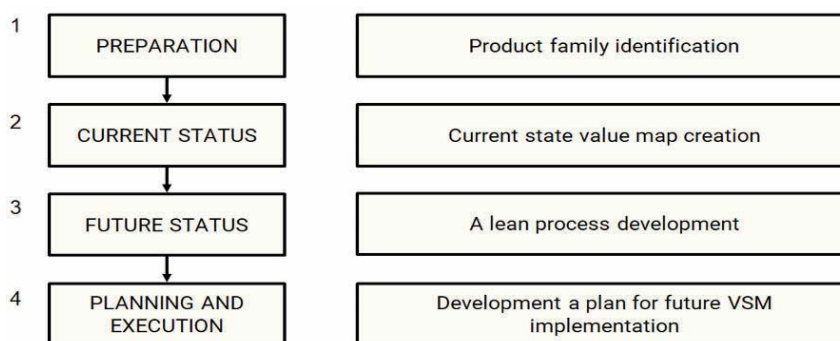 1
PREPARATION
Product family identification
2
CURRENT STATUS
Current state value map creation
3
FUTURE STATUS
A lean process development
4
PLANNING AND
EXECUTION
Development a plan for future VSM
implementation